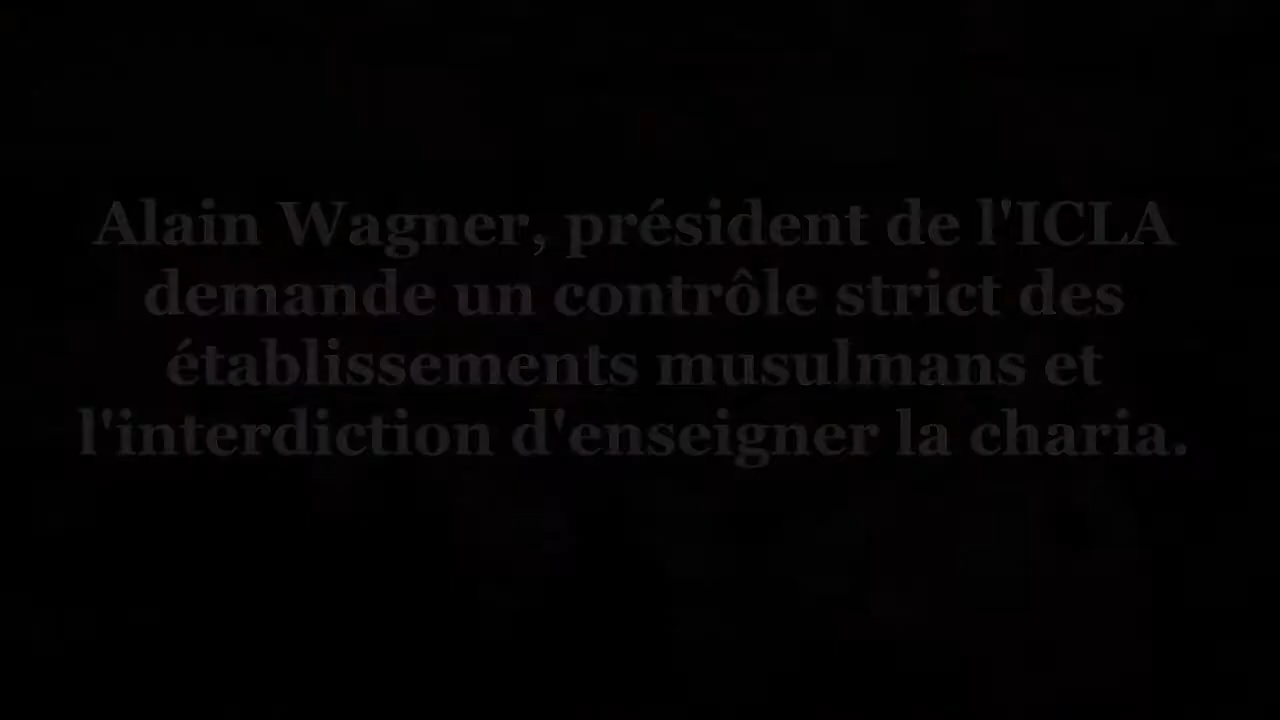 Alain Wagner, président de l'ICLA
demande un contrôle strict des
établissements musulmans et
l'interdiction d'enseigner la charia.